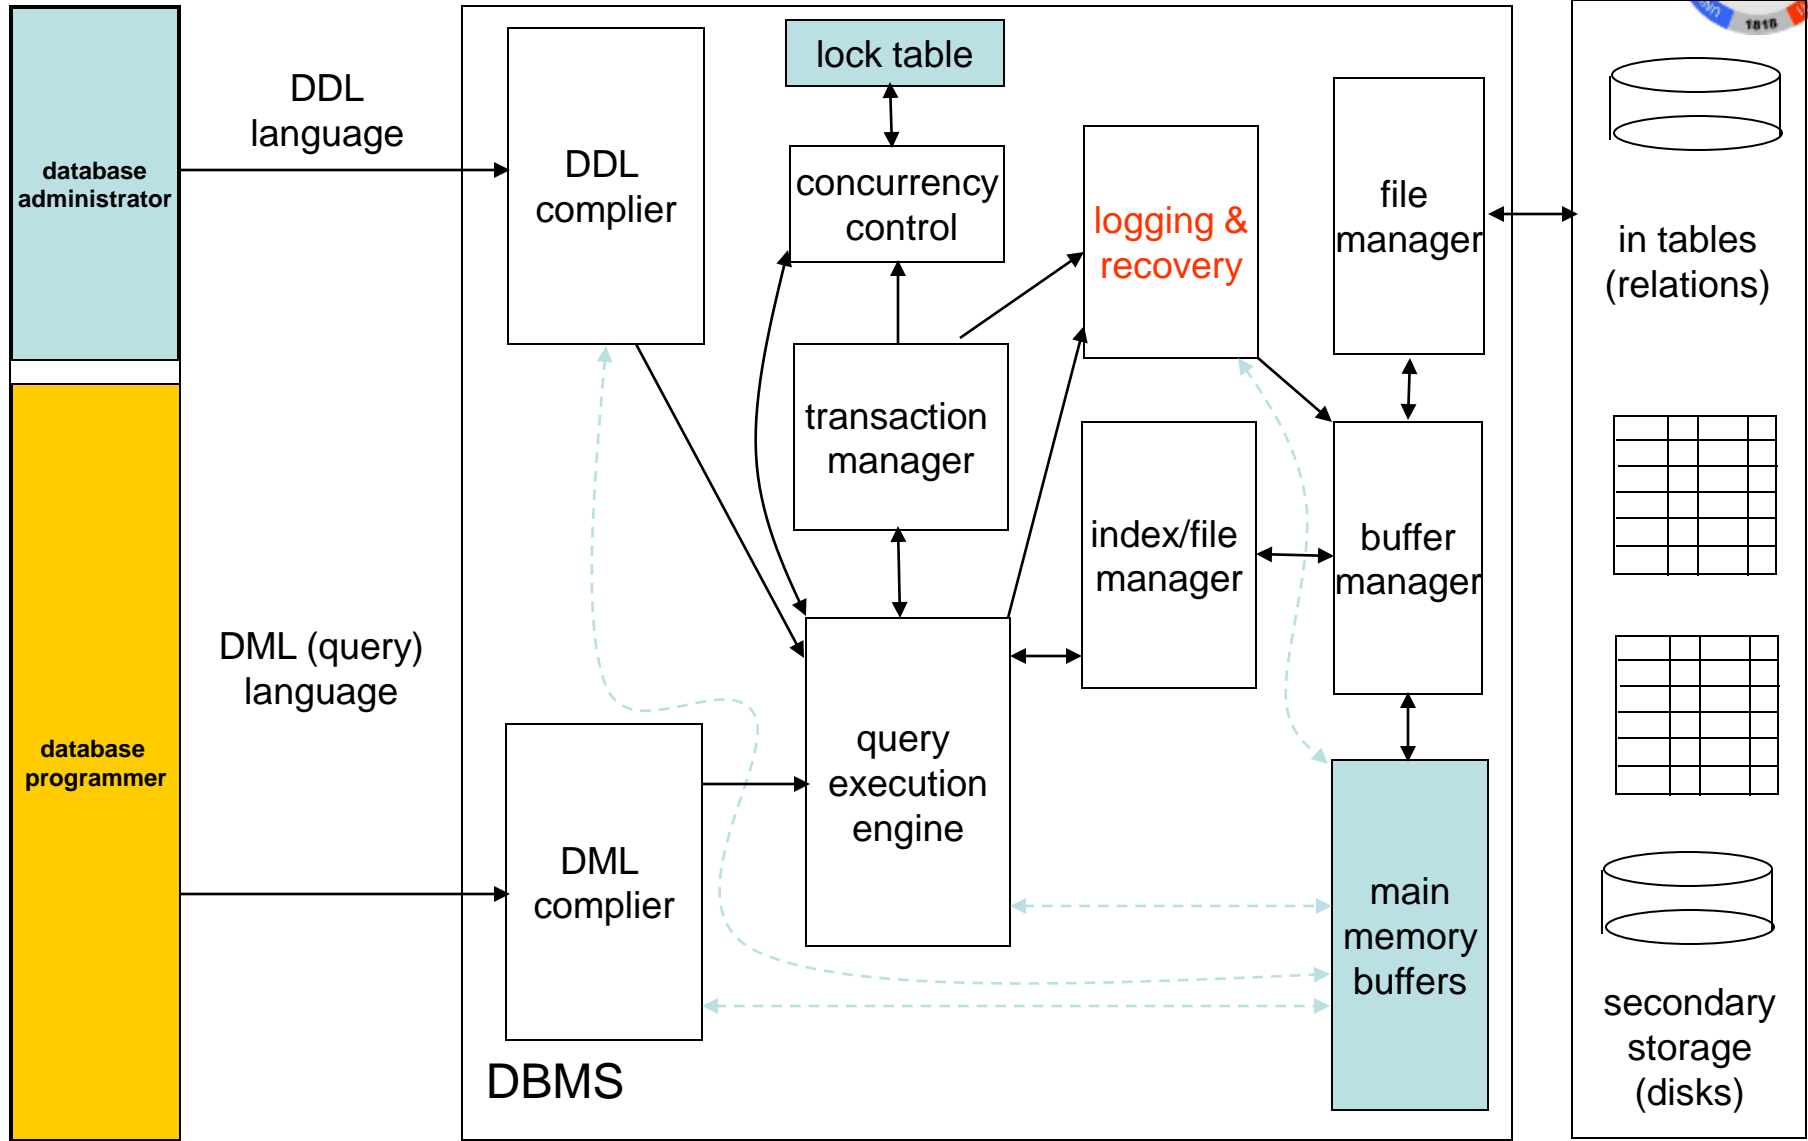 database
administrator
DDL
language
DDL
complier
lock table
concurrency
control
logging &
recovery
file
manager
1818
in tables
(relations)
transaction
manager
index/file
manager
buffer
manager
DML (query)
language
database
programmer
query
execution
engine
DML
complier
main
memory
buffers
secondary
storage
(disks)
DBMS